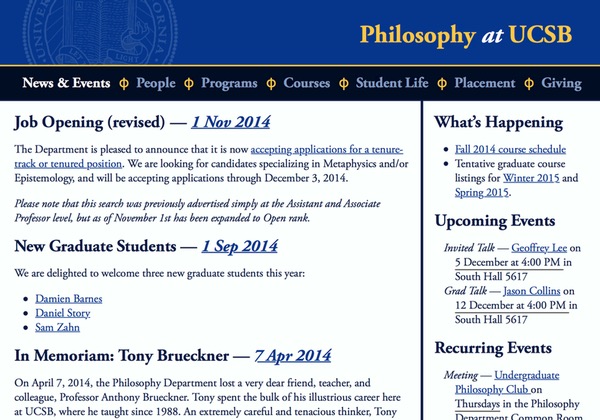 Philosophy at UCSB
News & Events Φ People Φ Programs Φ Courses Φ Student Life Φ Placement Φ Giving
Job Opening (revised) — 1 Nov 2014
The Department is pleased to announce that it is now accepting applications for a tenure-
track or tenured position. We are looking for candidates specializing in Metaphysics and/or
Epistemology, and will be accepting applications through December 3, 2014.
Please note that this search was previously advertised simply at the Assistant and Associate
Professor level, but as of November 1st has been expanded to Open rank.
New Graduate Students — 1 Sep 2014
We are delighted to welcome three new graduate students this year:
• Damien Barnes
• Daniel Story
• Sam Zahn
In Memoriam: Tony Brueckner — 7 Apr 2014
On April 7, 2014, the Philosophy Department lost a very dear friend, teacher, and
colleague, Professor Anthony Brueckner. Tony spent the bulk of his illustrious career here
at UCSB, where he taught since 1988. An extremely careful and tenacious thinker, Tony
What's Happening
• Fall 2014 course schedule
• Tentative graduate course
listings for Winter 2015 and
Spring 2015.
Upcoming Events
Invited Talk — Geoffrey Lee on
5 December at 4:00 PM in
South Hall 5617
Grad Talk — Jason Collins on
12 December at 4:00 PM in
South Hall 5617
Recurring Events
Meeting — Undergraduate
Philosophy Club on
Thursdays in the Philosophy
Department Common Room